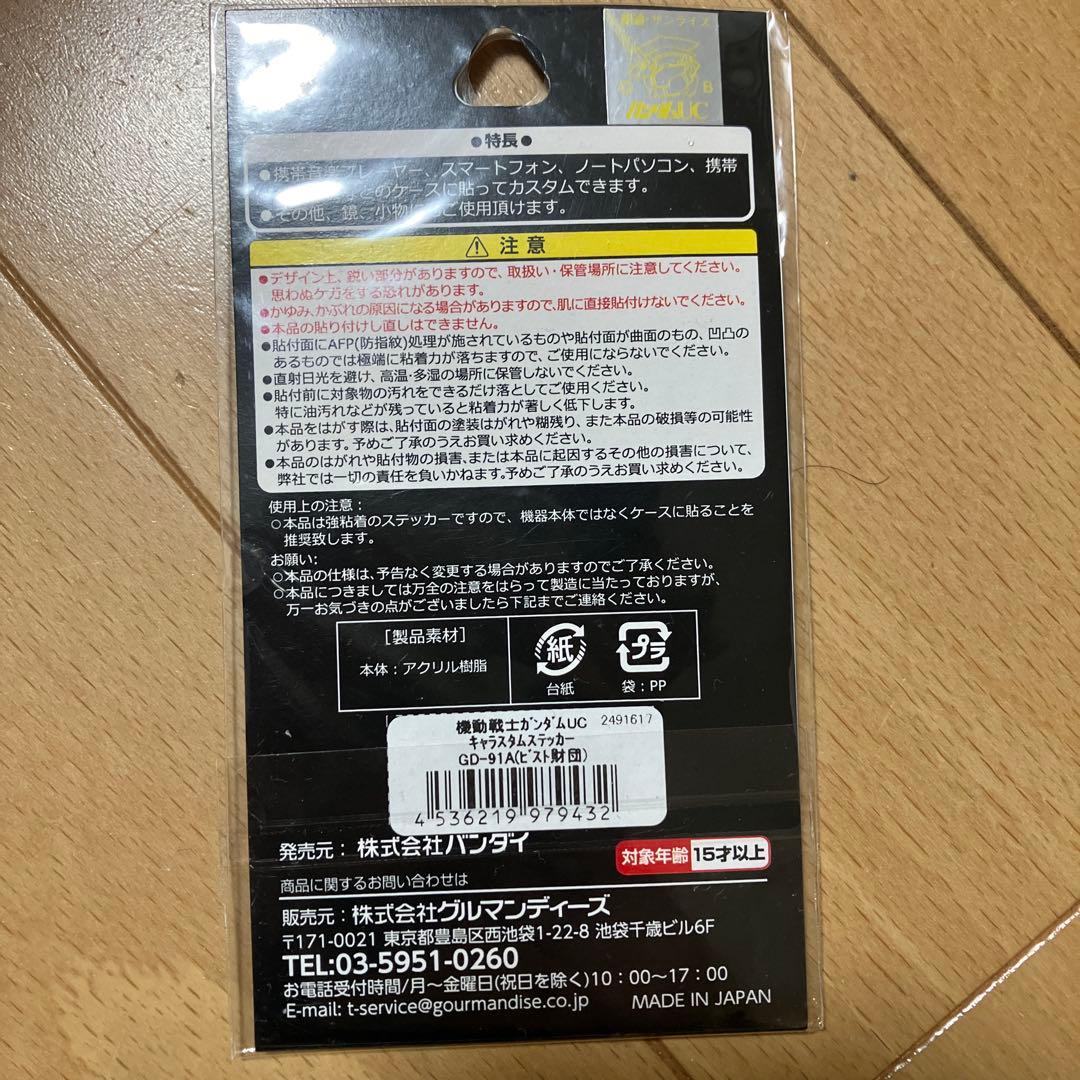 創通・サンライズ
B
●特長●
●携帯音楽プレーヤー、スマートフォン、ノートパソコン、携帯
のケースに貼ってカスタムできます。
●その他、鏡、小物にもご使用頂けます。
注意
●デザイン上、鋭い部分がありますので、取扱い・保管場所に注意してください。
思わぬケガをする恐れがあります。
●かゆみ、かぶれの原因になる場合がありますので、肌に直接貼付けないでください。
●本品の貼り付けし直しはできません。
●貼付面にAFP(防指紋)処理が施されているものや貼付面が曲面のもの、凹凸の
あるものでは極端に粘着力が落ちますので、ご使用にならないでください。
●直射日光を避け、高温・多湿の場所に保管しないでください。
●貼付前に対象物の汚れをできるだけ落としてご使用ください。
特に油汚れなどが残っていると粘着力が著しく低下します。
●本品をはがす際は、貼付面の塗装はがれや糊残り、また本品の破損等の可能性
があります。予めご了承のうえお買い求めください。
●本品のはがれや貼付物の損害、または本品に起因するその他の損害について、
弊社では一切の責任を負いかねます。予めご了承のうえお買い求めください。
使用上の注意：
○本品は強粘着のステッカーですので、機器本体ではなくケースに貼ることを
推奨致します。
お願い：
○本品の仕様は、予告なく変更する場合がありますのでご了承ください。
○本品につきましては万全の注意をはらって製造に当たっておりますが、
万一お気づきの点がございましたら下記までご連絡ください。
［製品素材］
本体：アクリル樹脂
紙
台紙
プラ
袋：PP
機動戦士ガンダムUC 2491617
キャラスタムステッカー
GD-91A(ビスト財団)
4 536219 979432
発売元：株式会社バンダイ
対象年齢 15才以上
商品に関するお問い合わせは
販売元：株式会社グルマンディーズ
〒171-0021 東京都豊島区西池袋1-22-8 池袋千歳ビル6F
TEL:03-5951-0260
お電話受付時間/月～金曜日(祝日を除く)10：00～17：00
E-mail: t-service@gourmandise.co.jp MADE IN JAPAN